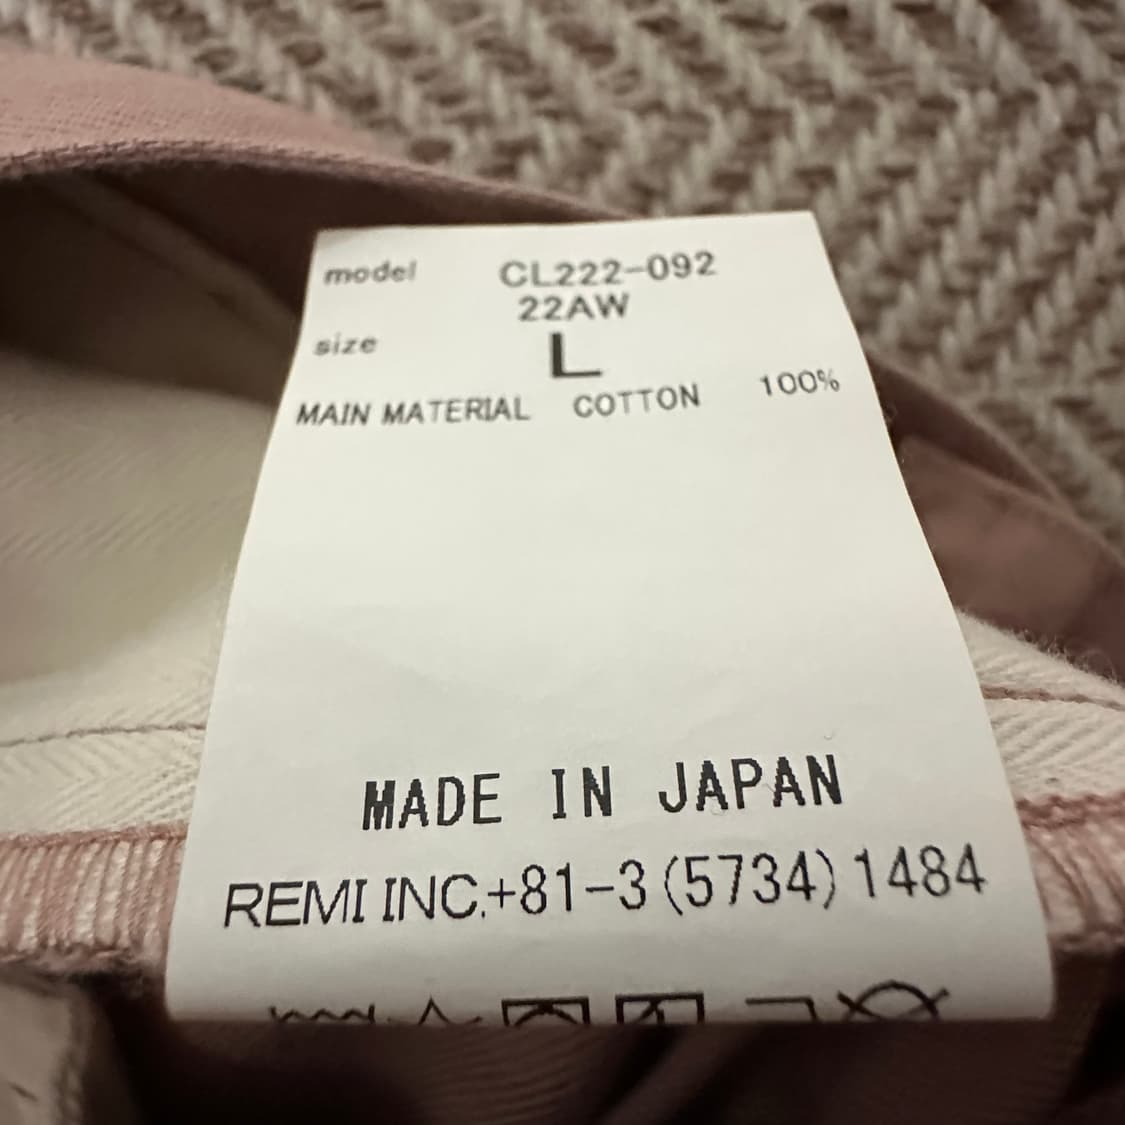 model CL222-092
22AW
size L
MAIN MATERIAL COTTON 100%
MADE IN JAPAN
REMI INC.+81-3(5734)1484